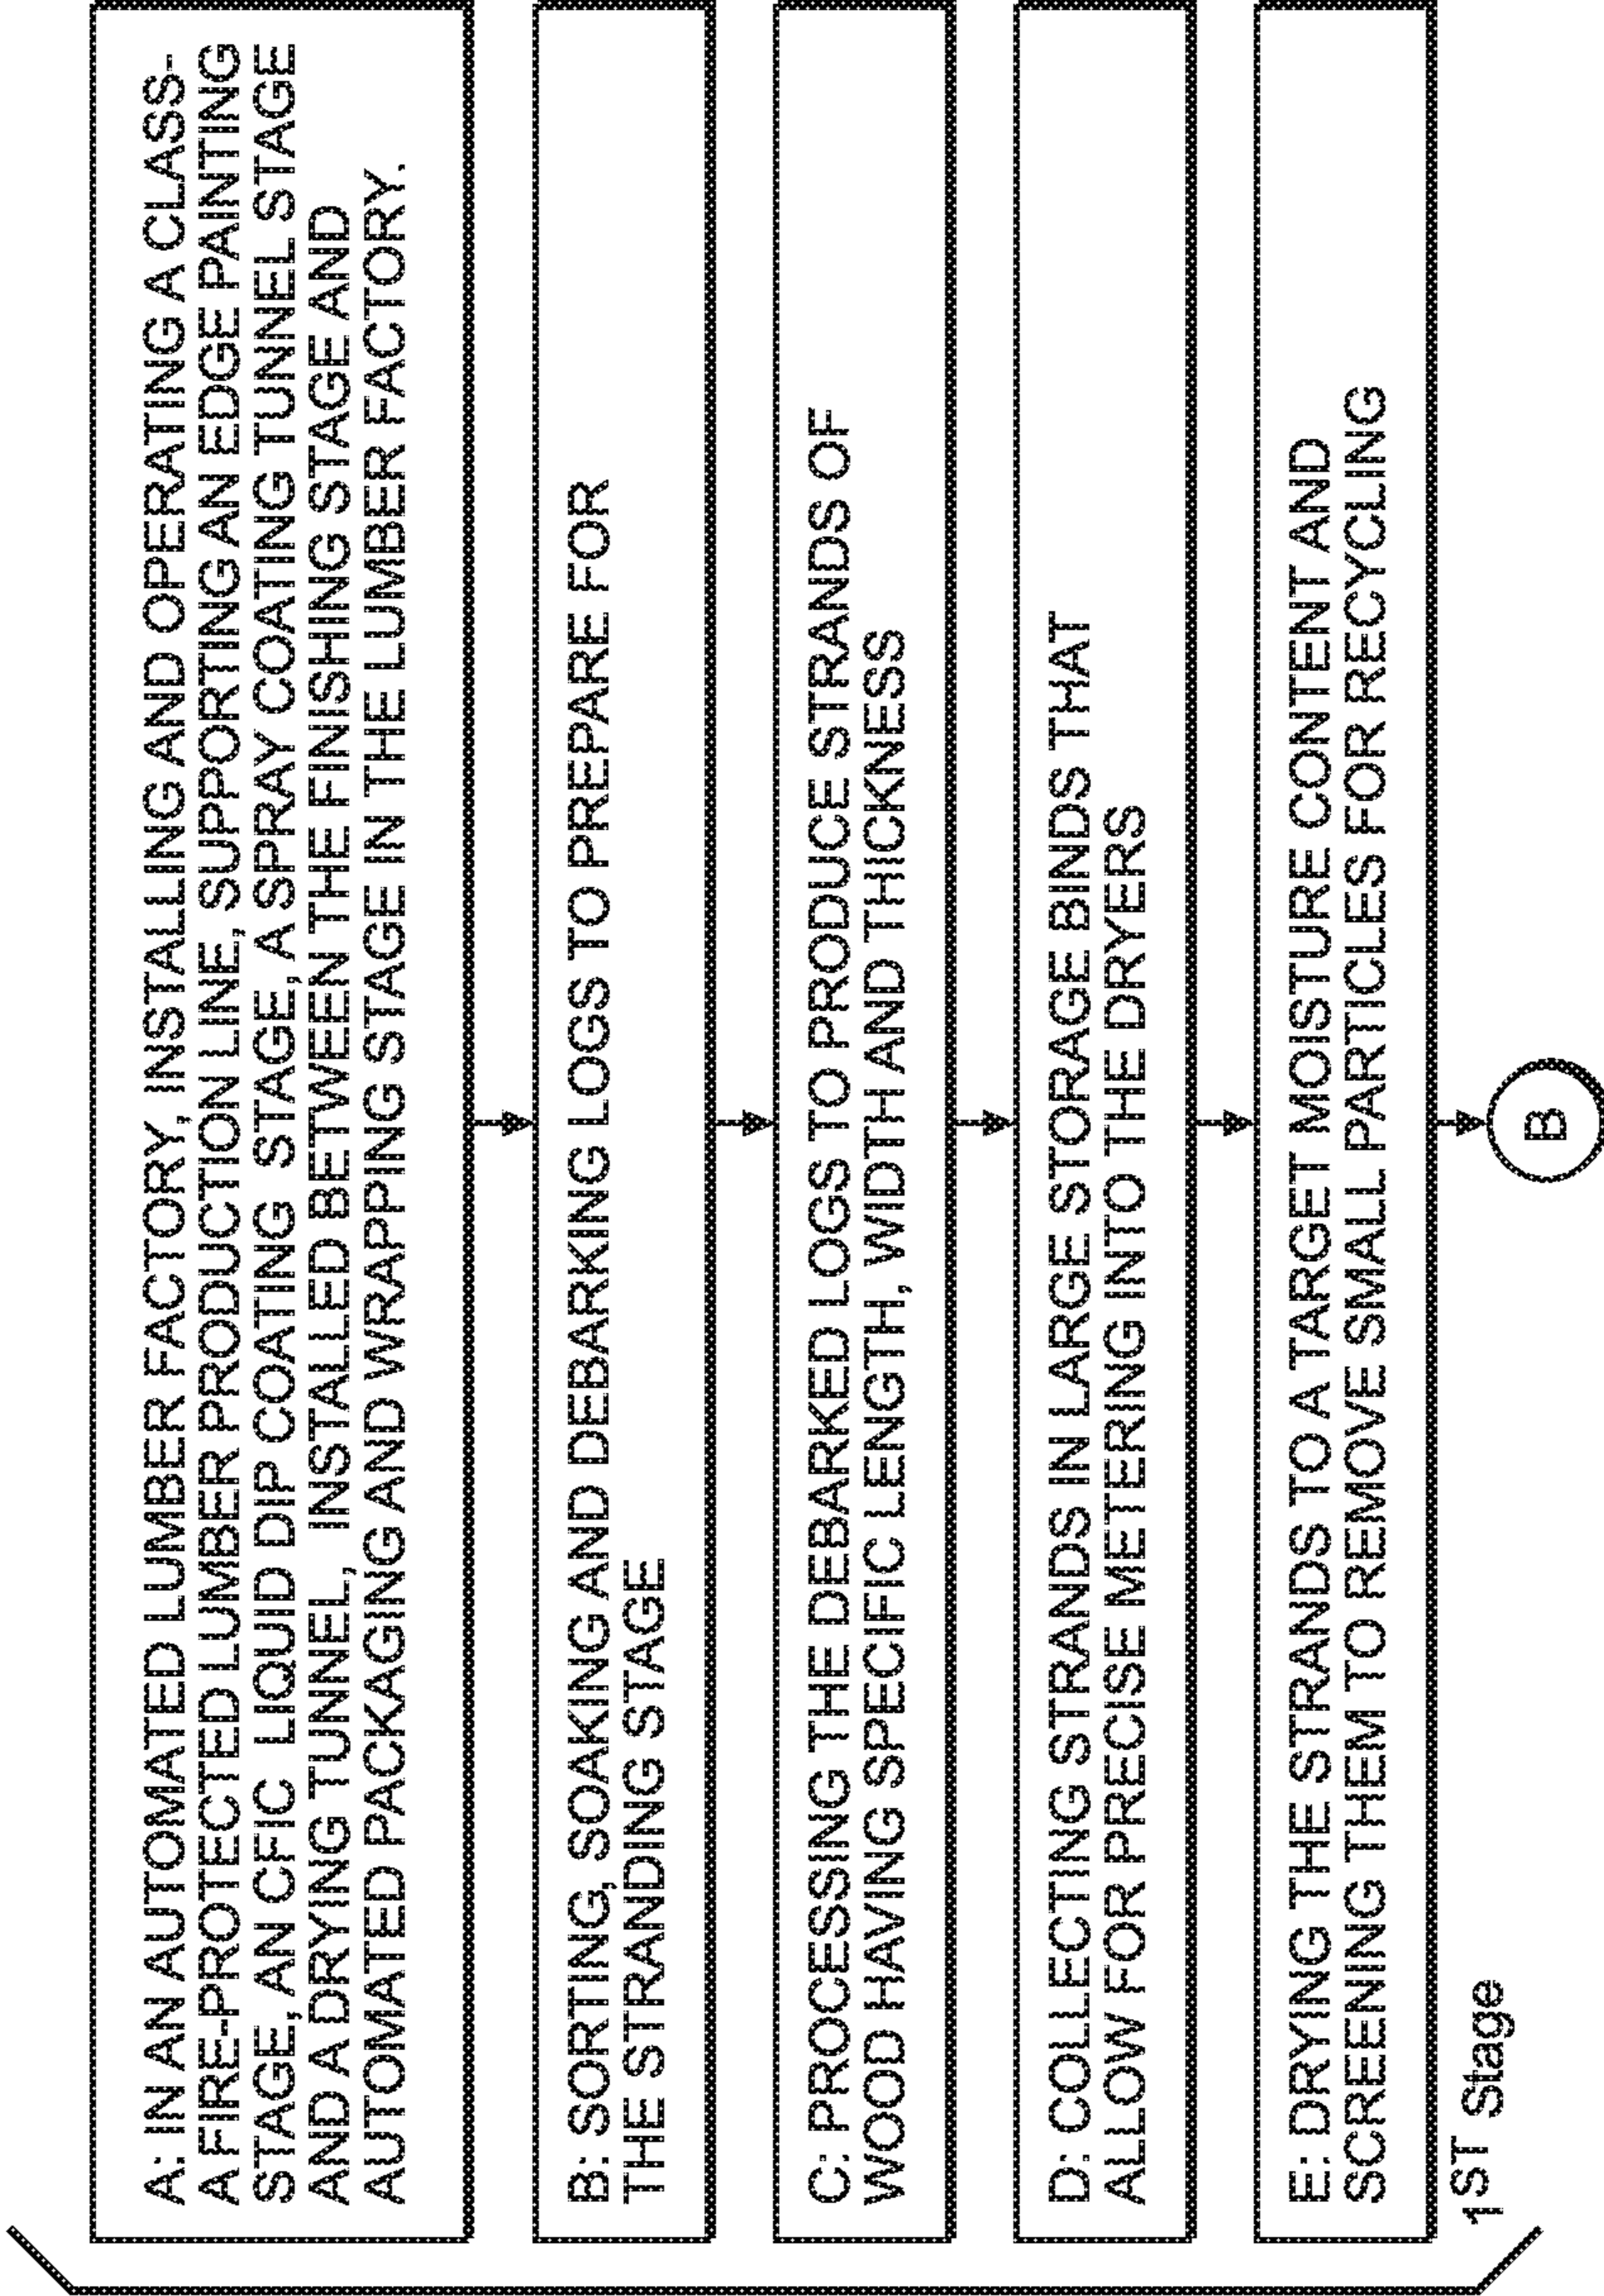 A: IN AN AUTOMATED LUMBER FACTORY, INSTALLING AND OPERATING A CLASS-
A FIRE-PROTECTED LUMBER PRODUCTION LINE, SUPPORTING AN EDGE PAINTING
STAGE, AN CFIC LIQUID DIP COATING STAGE, A SPRAY COATING TUNNEL STAGE
AND A DRYING TUNNEL, INSTALLED BETWEEN THE FINISHING STAGE AND
AUTOMATED PACKAGING AND WRAPPING STAGE IN THE LUMBER FACTORY.
B: SORTING, SOAKING AND DEBARKING LOGS TO PREPARE FOR
THE STRANDING STAGE
C: PROCESSING THE DEBARKED LOGS TO PRODUCE STRANDS OF
WOOD HAVING SPECIFIC LENGTH, WIDTH AND THICKNESS
D: COLLECTING STRANDS IN LARGE STORAGE BINDS THAT
ALLOW FOR PRECISE METERING INTO THE DRYERS
E: DRYING THE STRANDS TO A TARGET MOISTURE CONTENT AND
SCREENING THEM TO REMOVE SMALL PARTICLES FOR RECYCLING
1ST Stage
B